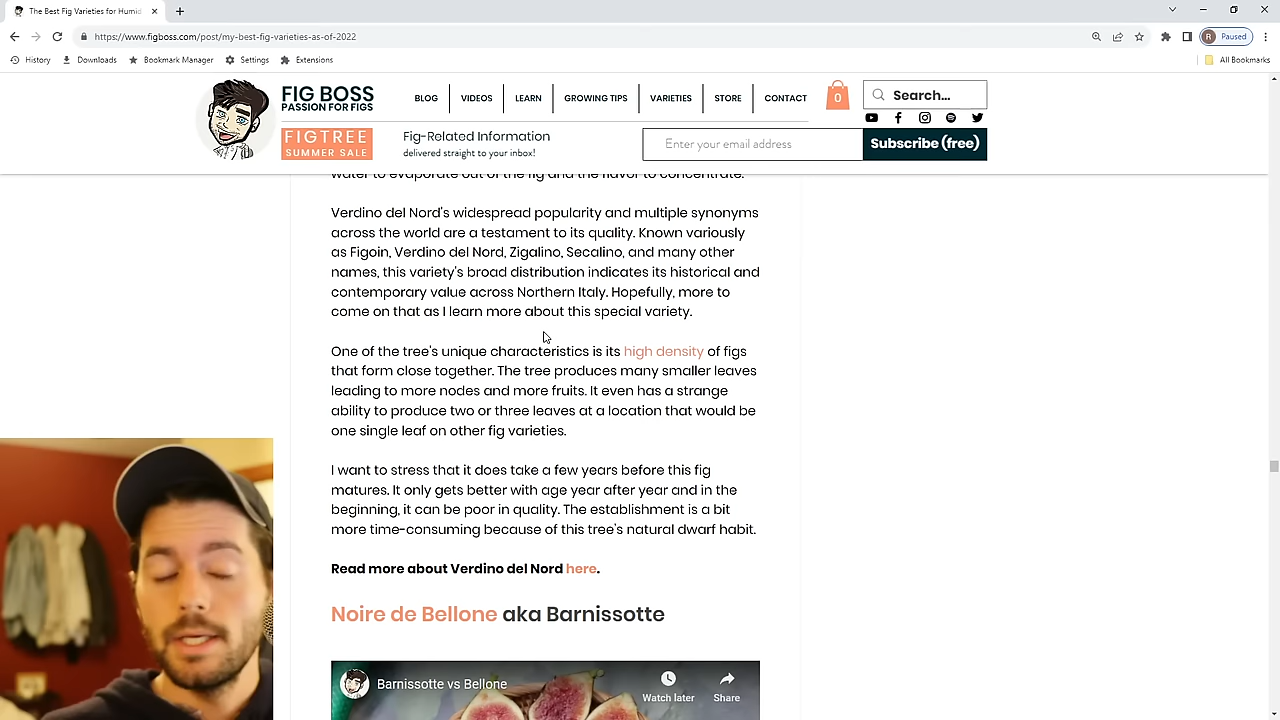 The Best Fig Varieties for Humid
https://www.figboss.com/post/my-best-fig-varieties-as-of-2022
R Paused
History Downloads Bookmark Manager Settings Extensions All Bookmarks
FIG BOSS
PASSION FOR FIGS
BLOG VIDEOS LEARN GROWING TIPS VARIETIES STORE CONTACT
0
Search...
FIGTREE
SUMMER SALE
Fig-Related Information
delivered straight to your inbox!
Enter your email address
Subscribe (free)
water to evaporate out of the fig and the flavor to concentrate.
Verdino del Nord's widespread popularity and multiple synonyms
across the world are a testament to its quality. Known variously
as Figoin, Verdino del Nord, Zigalino, Secalino, and many other
names, this variety's broad distribution indicates its historical and
contemporary value across Northern Italy. Hopefully, more to
come on that as I learn more about this special variety.
One of the tree's unique characteristics is its high density of figs
that form close together. The tree produces many smaller leaves
leading to more nodes and more fruits. It even has a strange
ability to produce two or three leaves at a location that would be
one single leaf on other fig varieties.
I want to stress that it does take a few years before this fig
matures. It only gets better with age year after year and in the
beginning, it can be poor in quality. The establishment is a bit
more time-consuming because of this tree's natural dwarf habit.
Read more about Verdino del Nord here.
Noire de Bellone aka Barnissotte
Barnissotte vs Bellone
Watch later
Share